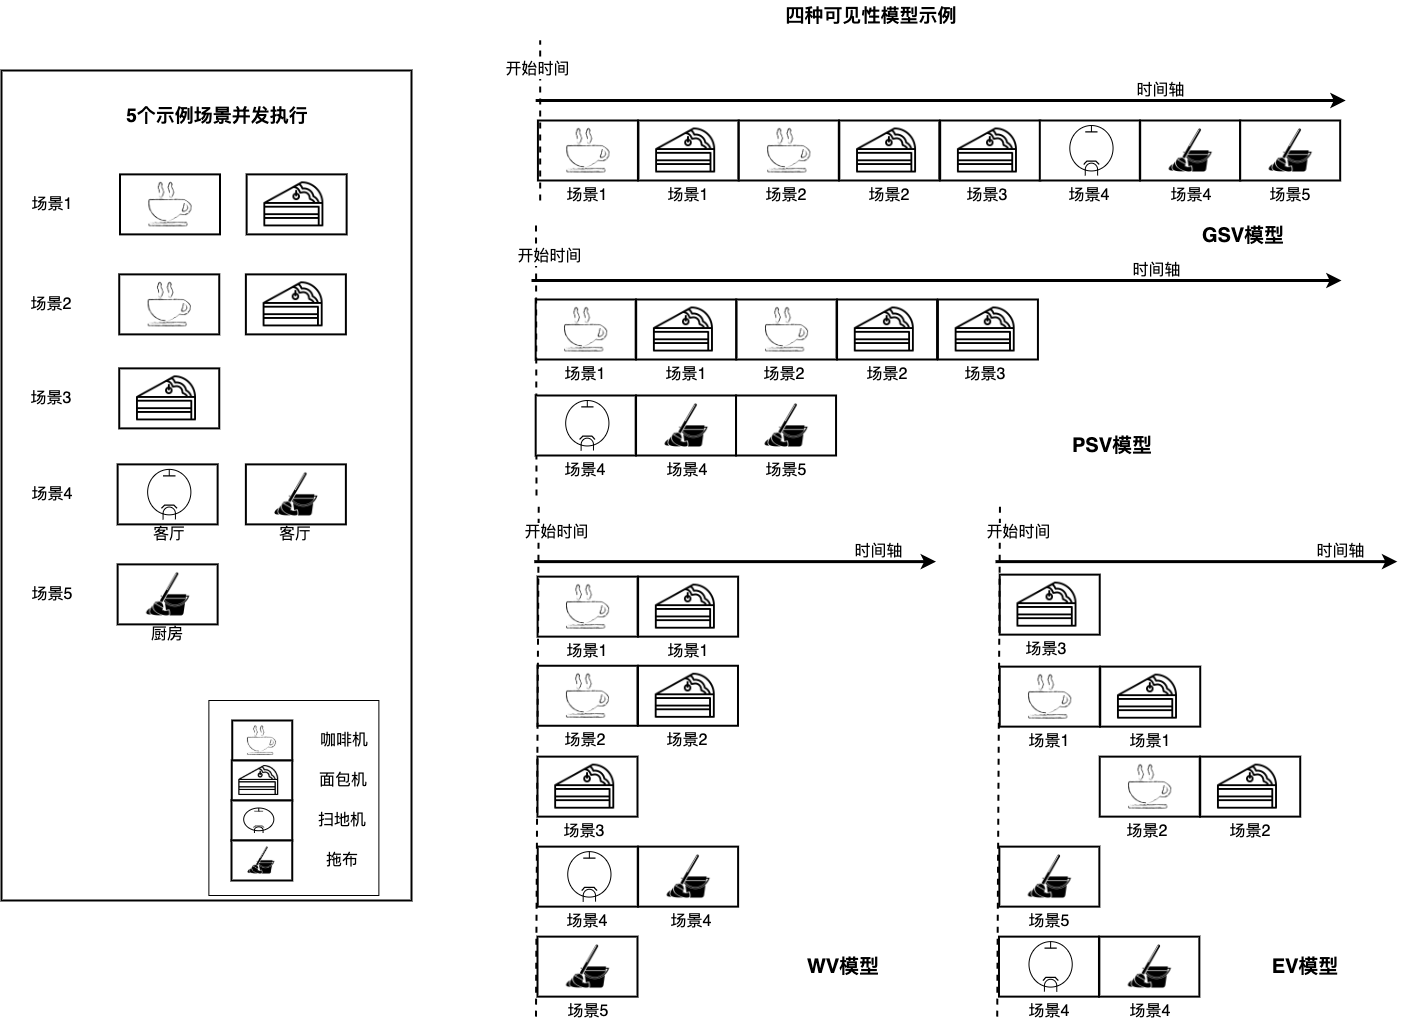 四种可见性模型示例
5个示例场景并发执行
场景1
场景2
场景3
场景4
客厅 客厅
场景5
厨房
咖啡机
面包机
扫地机
拖布
开始时间
时间轴
场景1 场景1 场景2 场景2 场景3 场景4 场景4 场景5
GSV模型
开始时间
时间轴
场景1 场景1 场景2 场景2 场景3
场景4 场景4 场景5
PSV模型
开始时间
时间轴
场景1 场景1
场景2 场景2
场景3
场景4 场景4
场景5
WV模型
开始时间
时间轴
场景3
场景1 场景1
场景2 场景2
场景5
场景4 场景4
EV模型